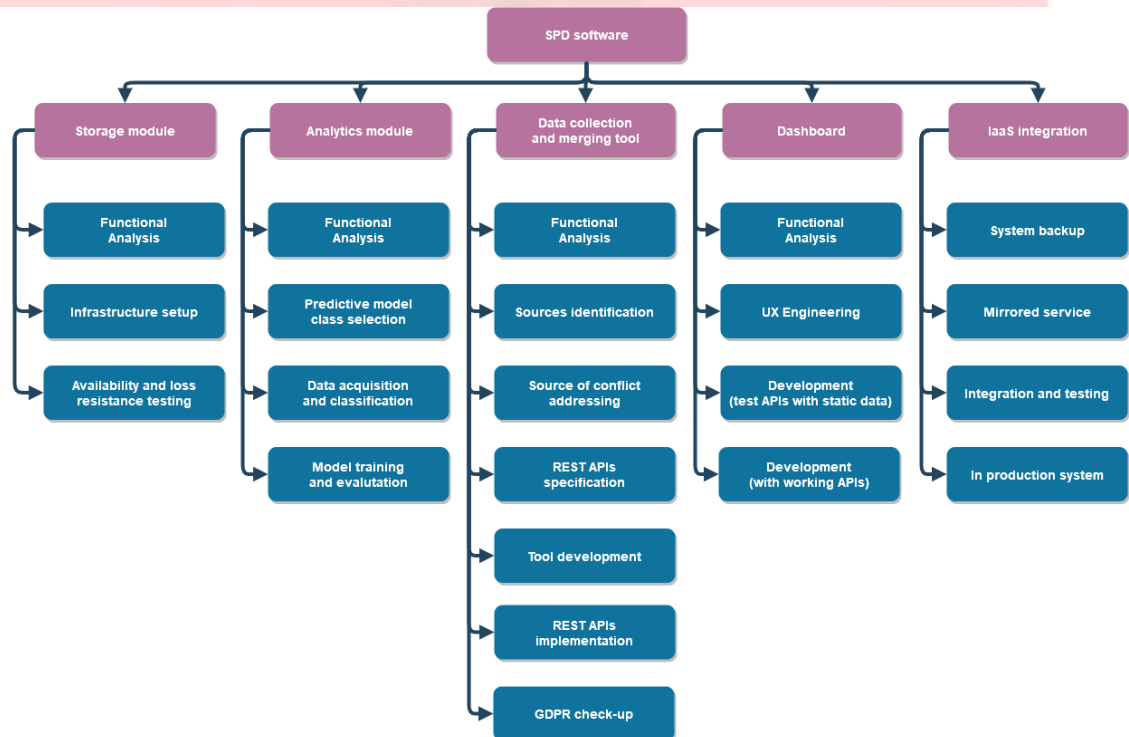 SPD software
Storage module
Analytics module
Data collection
and merging tool
Dashboard
IaaS integration
Functional
Analysis
Infrastructure setup
Availability and loss
resistance testing
Functional
Analysis
Predictive model
class selection
Data acquisition
and classification
Model training
and evalutation
Functional
Analysis
Sources identification
Source of conflict
addressing
REST APIs
specification
Tool development
REST APIs
implementation
GDPR check-up
Functional
Analysis
UX Engineering
Development
(test APIs with static data)
Development
(with working APIs)
System backup
Mirrored service
Integration and testing
In production system